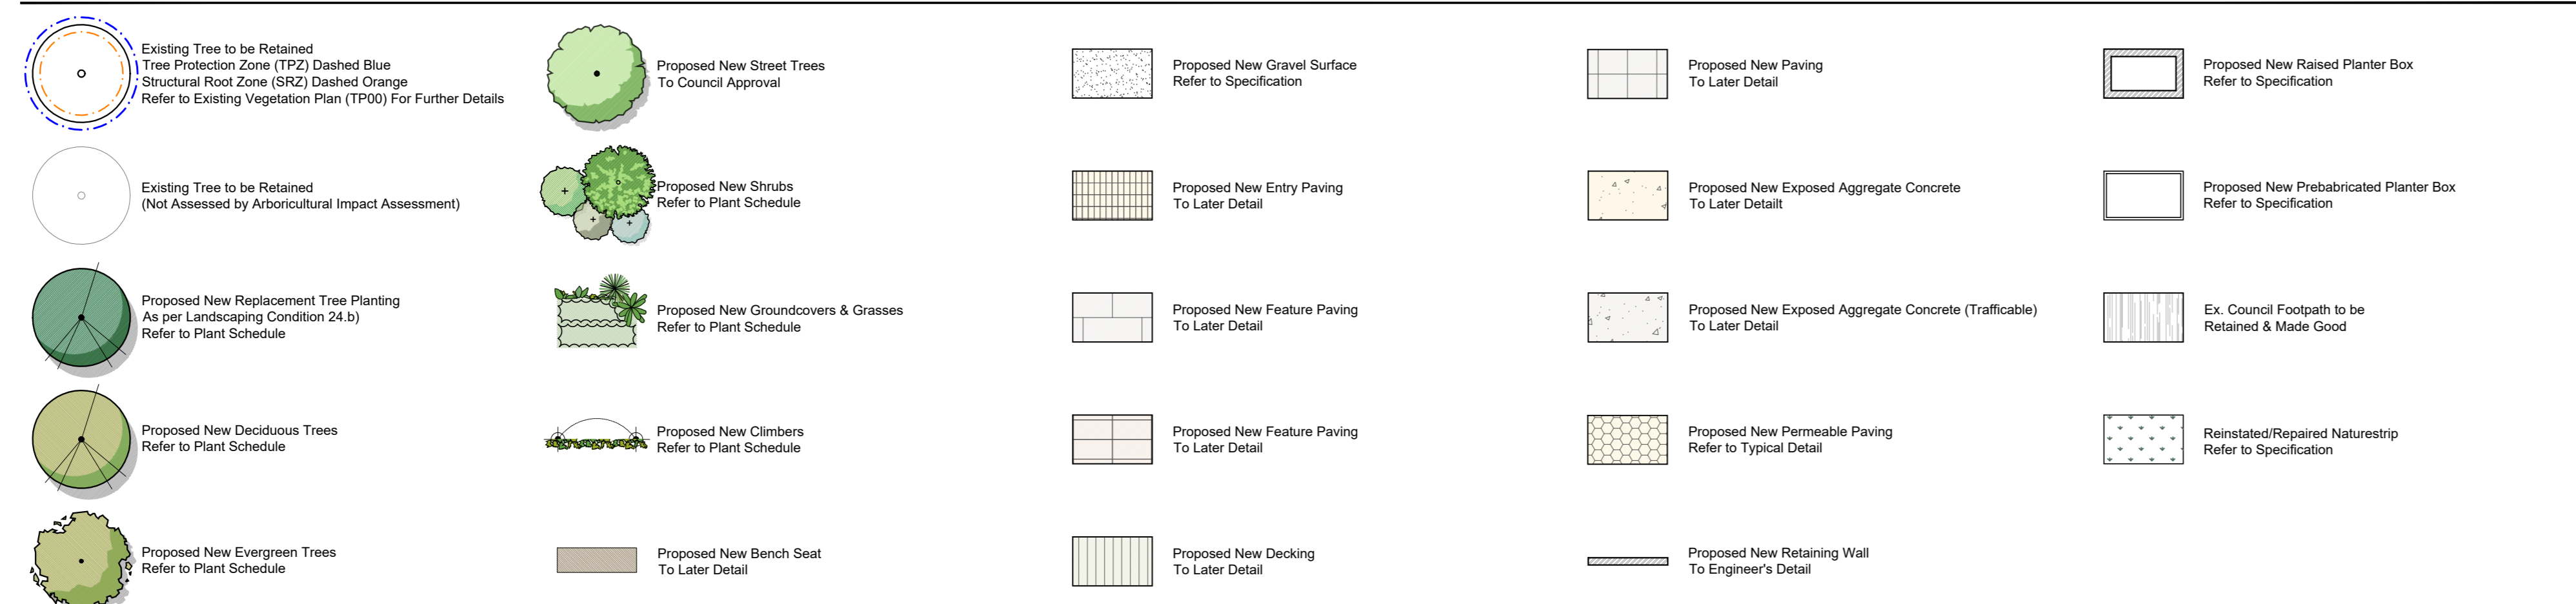 Existing Tree to be Retained
Tree Protection Zone (TPZ) Dashed Blue
Structural Root Zone (SRZ) Dashed Orange
Refer to Existing Vegetation Plan (TP00) For Further Details
Existing Tree to be Retained
(Not Assessed by Arboricultural Impact Assessment)
Proposed New Replacement Tree Planting
As per Landscaping Condition 24.b)
Refer to Plant Schedule
Proposed New Deciduous Trees
Refer to Plant Schedule
Proposed New Evergreen Trees
Refer to Plant Schedule
Proposed New Street Trees
To Council Approval
Proposed New Shrubs
Refer to Plant Schedule
Proposed New Groundcovers & Grasses
Refer to Plant Schedule
Proposed New Climbers
Refer to Plant Schedule
Proposed New Bench Seat
To Later Detail
Proposed New Gravel Surface
Refer to Specification
Proposed New Entry Paving
To Later Detail
Proposed New Feature Paving
To Later Detail
Proposed New Feature Paving
To Later Detail
Proposed New Decking
To Later Detail
Proposed New Paving
To Later Detail
Proposed New Exposed Aggregate Concrete
To Later Detailt
Proposed New Exposed Aggregate Concrete (Trafficable)
To Later Detail
Proposed New Permeable Paving
Refer to Typical Detail
Proposed New Retaining Wall
To Engineer's Detail
Proposed New Raised Planter Box
Refer to Specification
Proposed New Prebabricated Planter Box
Refer to Specification
Ex. Council Footpath to be
Retained & Made Good
Reinstated/Repaired Naturestrip
Refer to Specification